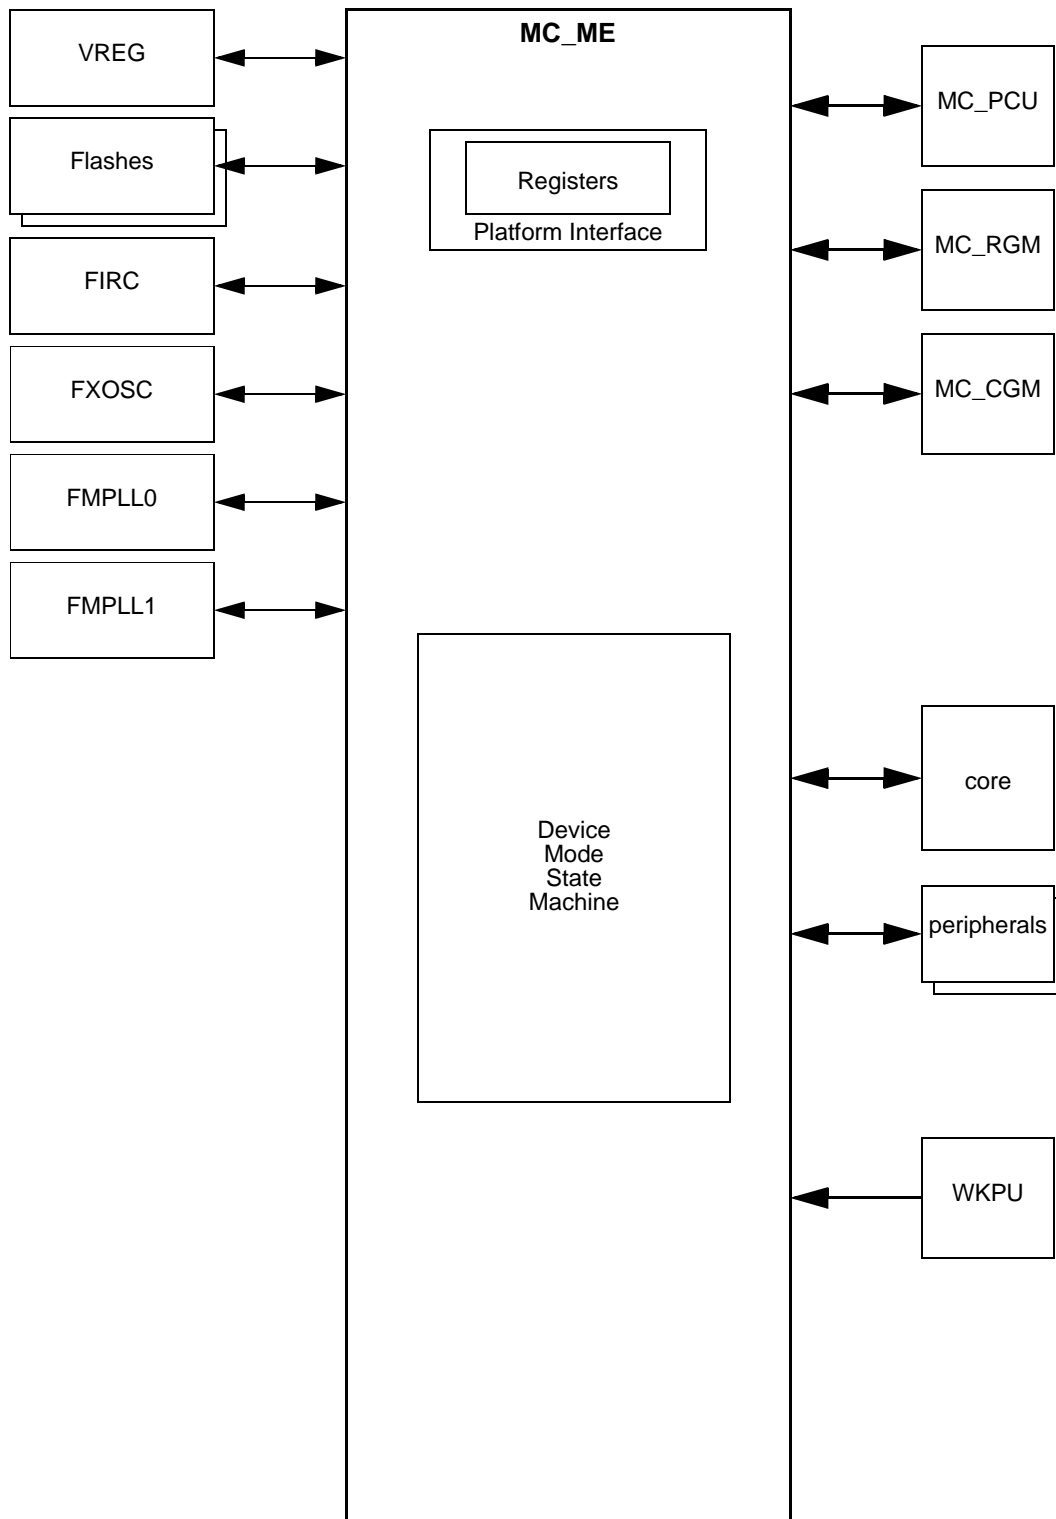 VREG
Flashes
FIRC
FXOSC
FMPLL0
FMPLL1
MC_ME
Registers
Platform Interface
Device
Mode
State
Machine
MC_PCU
MC_RGM
MC_CGM
core
peripherals
WKPU